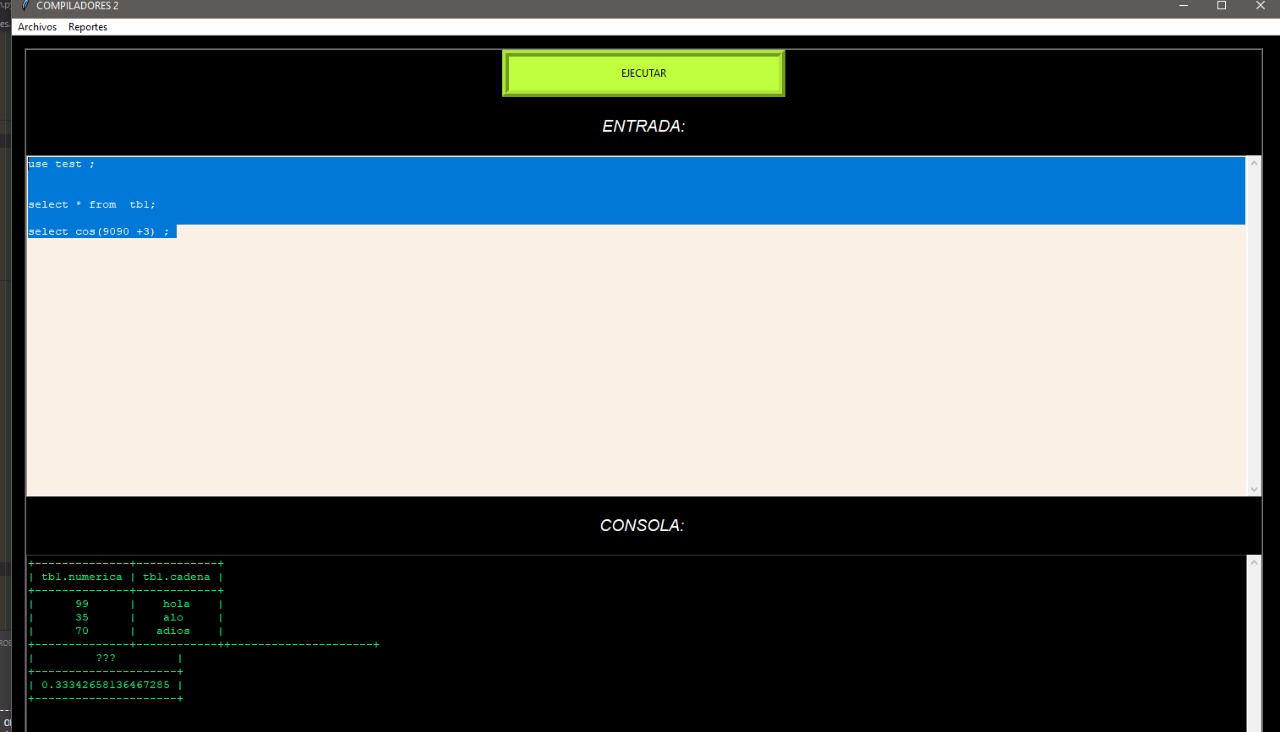 COMPILADORES 2
Archivos Reportes
EJECUTAR
ENTRADA:
use test ;
select * from  tbl;
select cos(9090 +3) ;
CONSOLA:
+--------------+------------+
| tbl.numerica | tbl.cadena |
+--------------+------------+
|      99      |    hola    |
|      35      |    alo     |
|      70      |   adios    |
+--------------+------------++---------------------+
|         ???         |
+---------------------+
| 0.33342658136467285 |
+---------------------+